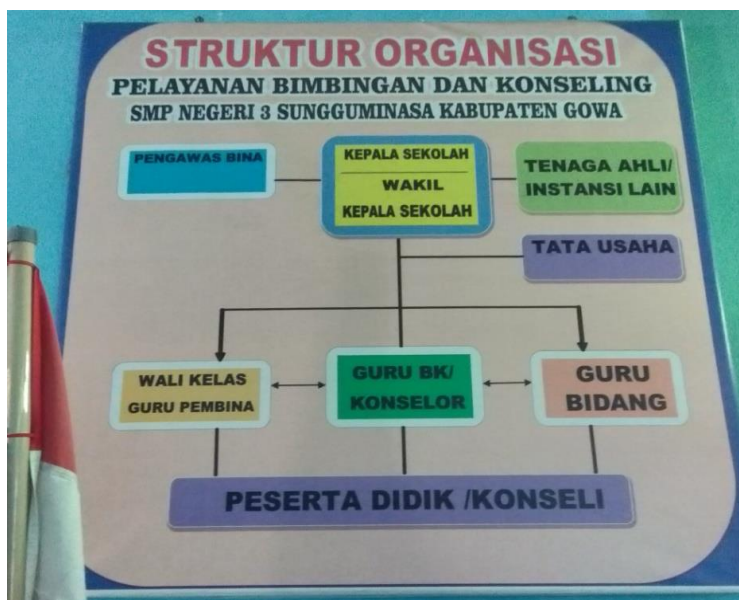 STRUKTUR ORGANISASI
PELAYANAN BIMBINGAN DAN KONSELING
SMP NEGERI 3 SUNGGUMINASA KABUPATEN GOWA
PENGAWAS BINA
KEPALA SEKOLAH
WAKIL
KEPALA SEKOLAH
TENAGA AHLI/
INSTANSI LAIN
TATA USAHA
WALI KELAS
GURU PEMBINA
GURU BK/
KONSELOR
GURU
BIDANG
PESERTA DIDIK /KONSELI